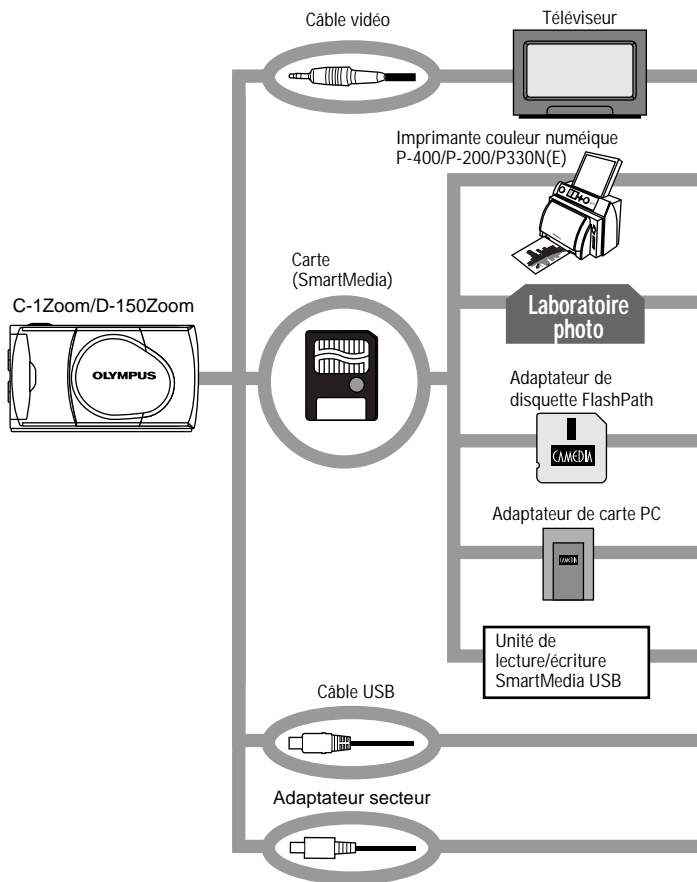 Câble vidéo
Téléviseur
Imprimante couleur numéique
P-400/P-200/P330N(E)
Carte
(SmartMedia)
C-1Zoom/D-150Zoom
OLYMPUS
Laboratoire
photo
Adaptateur de
disquette FlashPath
CAMEDIA
Adaptateur de carte PC
CAMEDIA
Unité de
lecture/écriture
SmartMedia USB
Câble USB
Adaptateur secteur